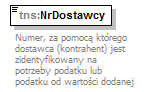 tns:NrDostawcy
Numer, za pomocą którego
dostawca (kontrahent) jest
zidentyfikowany na
potrzeby podatku lub
podatku od wartości dodanej